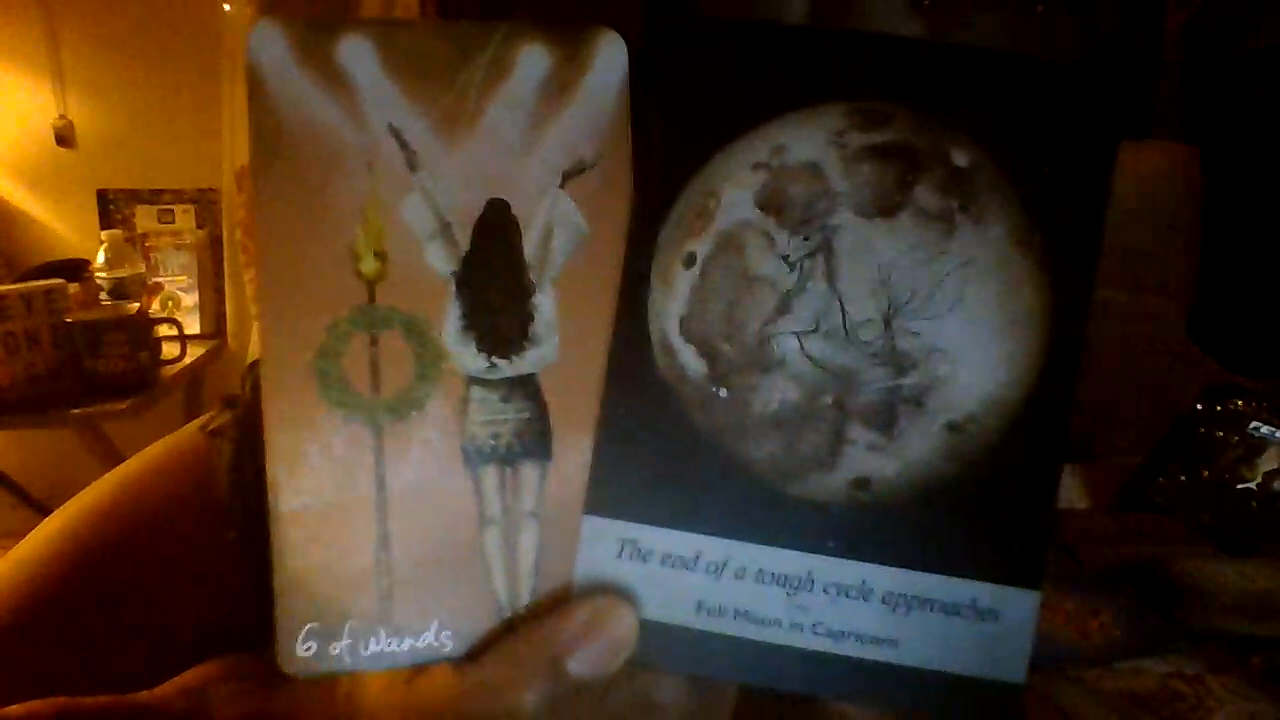 6 of Wands
The end of a tough cycle approaches
Full Moon in Capricorn